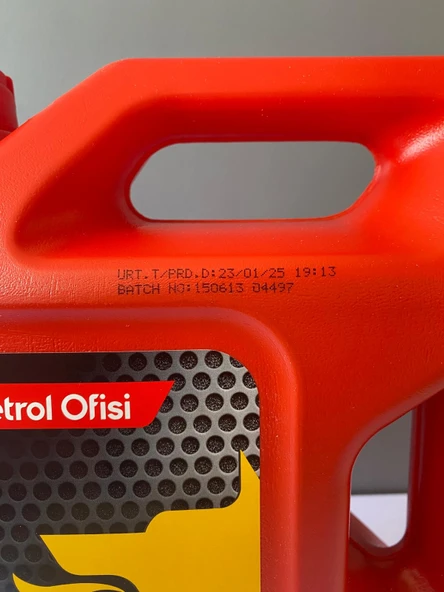 URT.T/PRD.D:23/01/25 19:13
BATCH NO:150613 04497
etrol Ofisi